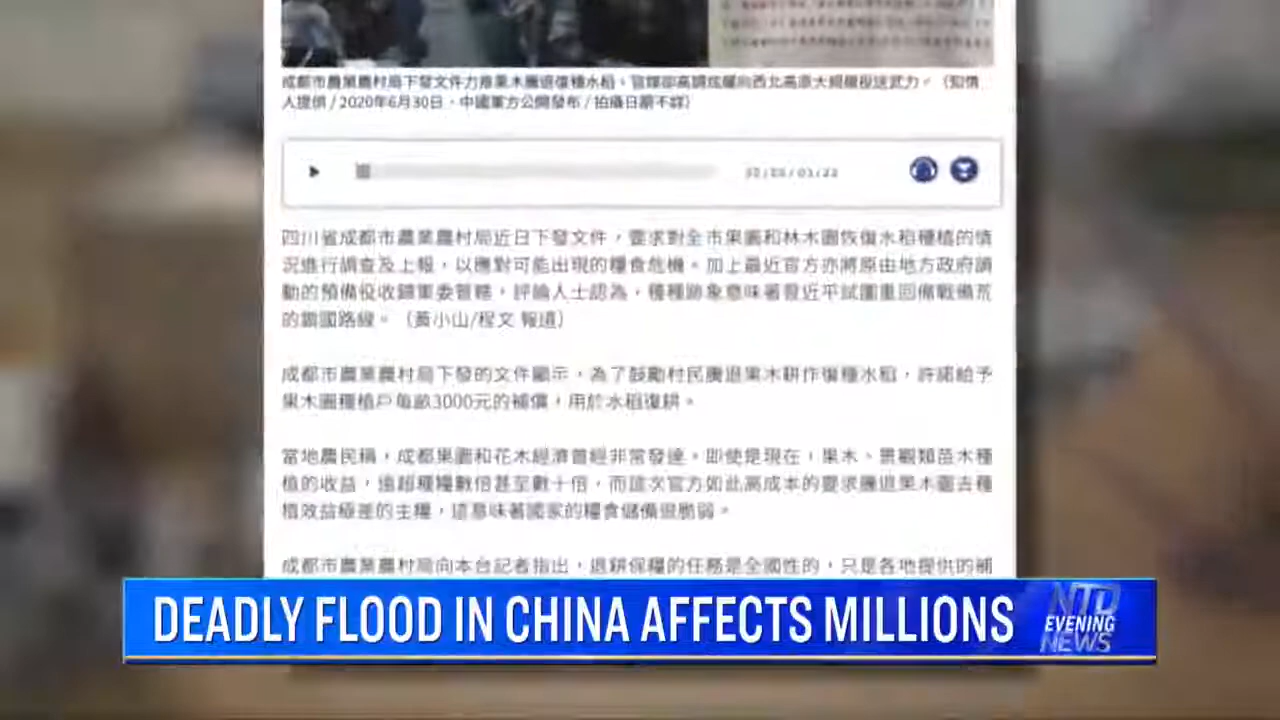 成都市農業農村局下發文件力推果木騰退復種水稻，官媒卻高調炫耀向西北高原大規模投送武力。（知情
人提供 / 2020年6月30日，中國軍方公開發布 / 拍攝日期不詳）
四川省成都市農業農村局近日下發文件，要求對全市果園和林木園恢復水稻種植的情
況進行調查及上報，以應對可能出現的糧食危機。加上最近官方亦將原由地方政府調
動的預備役收歸軍委管轄，評論人士認為，種種跡象意味著習近平試圖重回備戰備荒
的鎖國路線。（黃小山/程文 報道）
成都市農業農村局下發的文件顯示，為了鼓勵村民騰退果木耕作復種水稻，許諾給予
果木園種植戶每畝3000元的補償，用於水稻復耕。
當地農民稱，成都果園和花木經濟曾經非常發達。即使是現在，果木、景觀類苗木種
植的收益，遠超種糧數倍甚至數十倍，而這次官方如此高成本的要求騰退果木園去種
植效益極差的主糧，這意味著國家的糧食儲備很脆弱。
成都市農業農村局向本台記者指出，退耕保糧的任務是全國性的，只是各地提供的補
DEADLY FLOOD IN CHINA AFFECTS MILLIONS
NTD
EVENING
NEWS